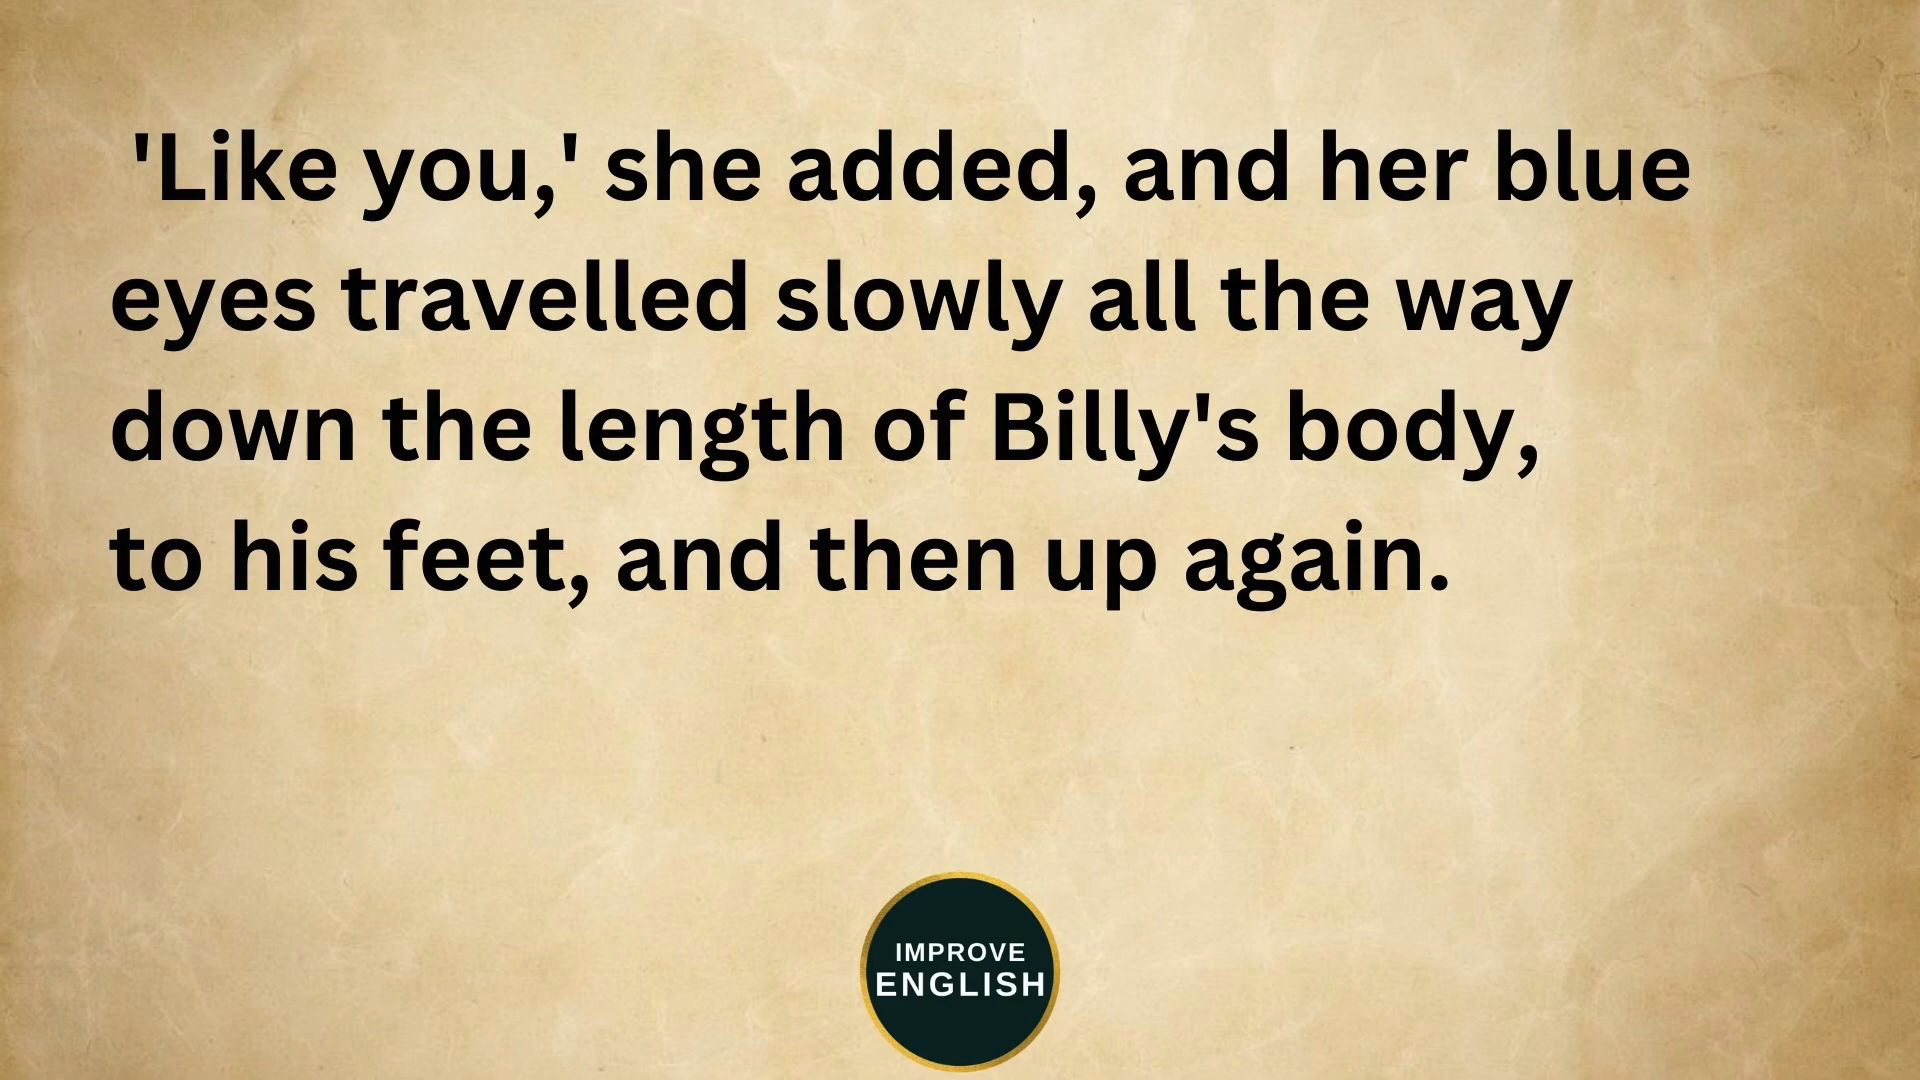 'Like you,' she added, and her blue
eyes travelled slowly all the way
down the length of Billy's body,
to his feet, and then up again.
IMPROVE
ENGLISH